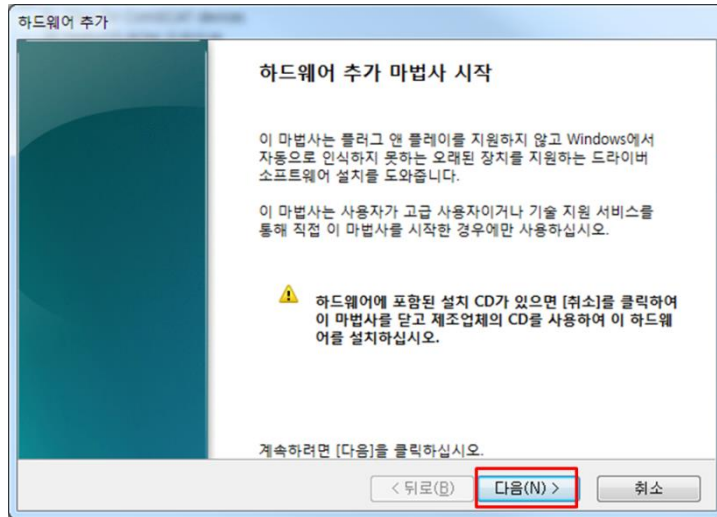 하드웨어 추가
하드웨어 추가 마법사 시작
이 마법사는 플러그 앤 플레이를 지원하지 않고 Windows에서
자동으로 인식하지 못하는 오래된 장치를 지원하는 드라이버
소프트웨어 설치를 도와줍니다.
이 마법사는 사용자가 고급 사용자이거나 기술 지원 서비스를
통해 직접 이 마법사를 시작한 경우에만 사용하십시오.
하드웨어에 포함된 설치 CD가 있으면 [취소]를 클릭하여
이 마법사를 닫고 제조업체의 CD를 사용하여 이 하드웨
어를 설치하십시오.
계속하려면 [다음]을 클릭하십시오.
< 뒤로(B) 다음(N) > 취소